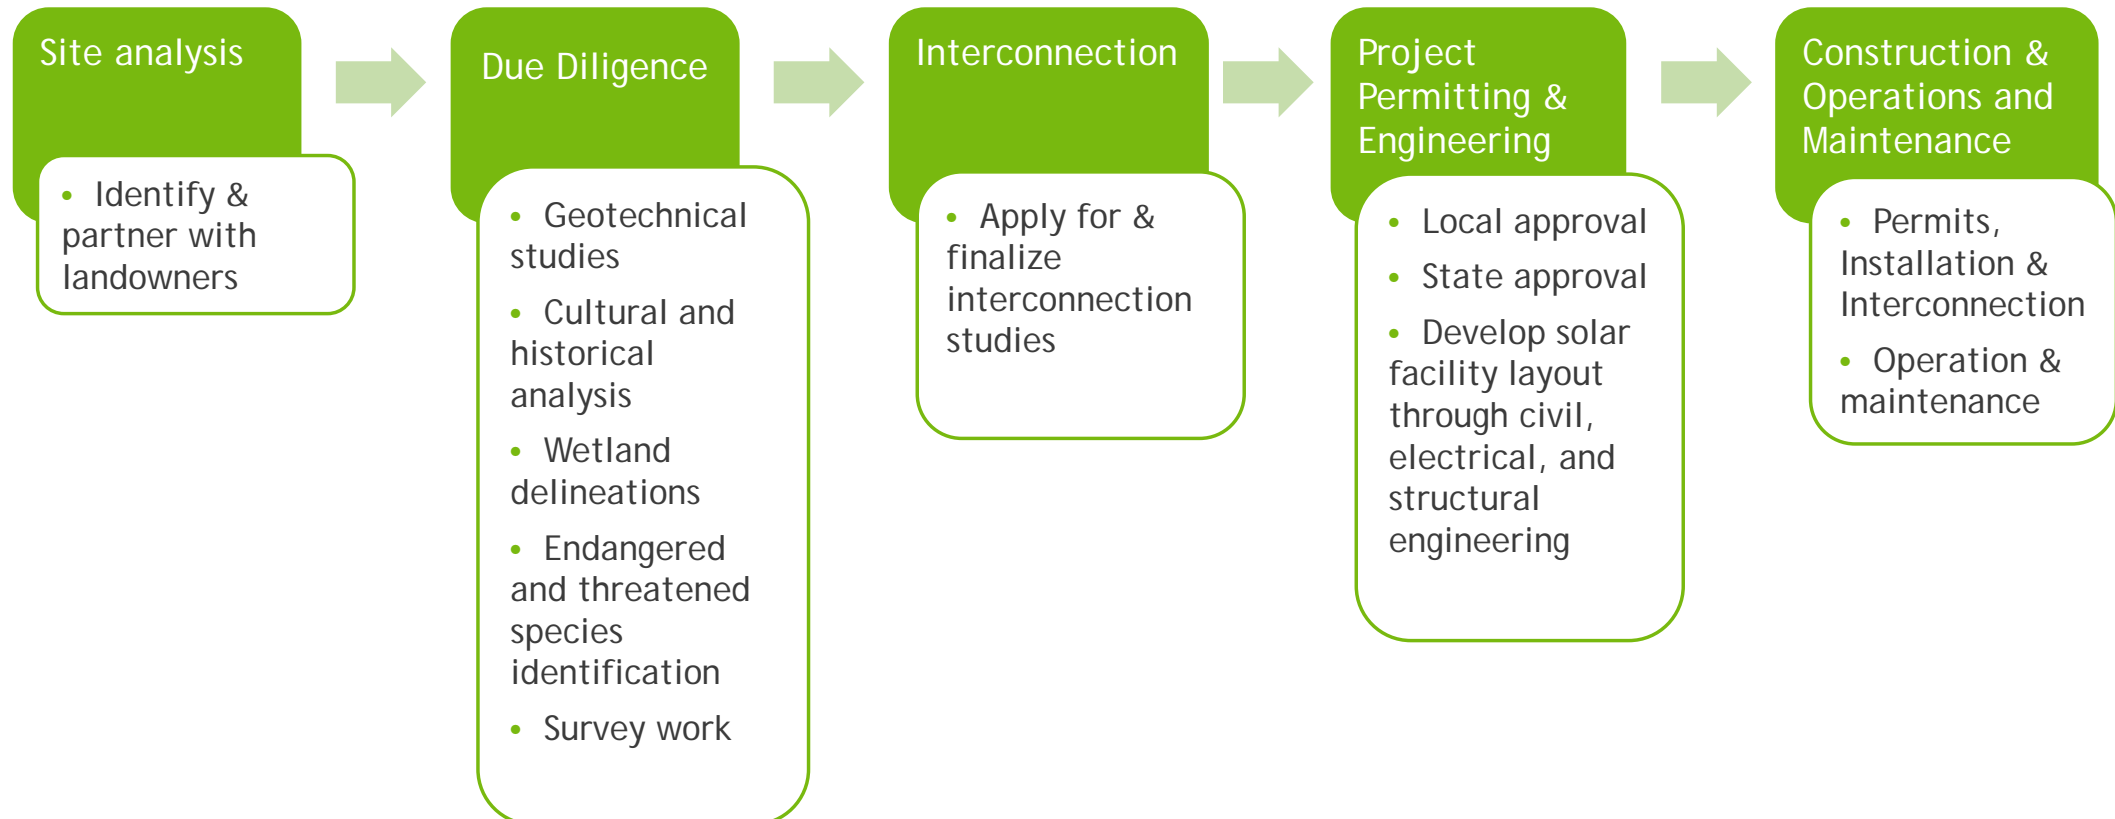 Site analysis
• Identify &
partner with
landowners
Due Diligence
• Geotechnical
studies
• Cultural and
historical
analysis
• Wetland
delineations
• Endangered
and threatened
species
identification
• Survey work
Interconnection
• Apply for &
finalize
interconnection
studies
Project
Permitting &
Engineering
• Local approval
• State approval
• Develop solar
facility layout
through civil,
electrical, and
structural
engineering
Construction &
Operations and
Maintenance
• Permits,
Installation &
Interconnection
• Operation &
maintenance